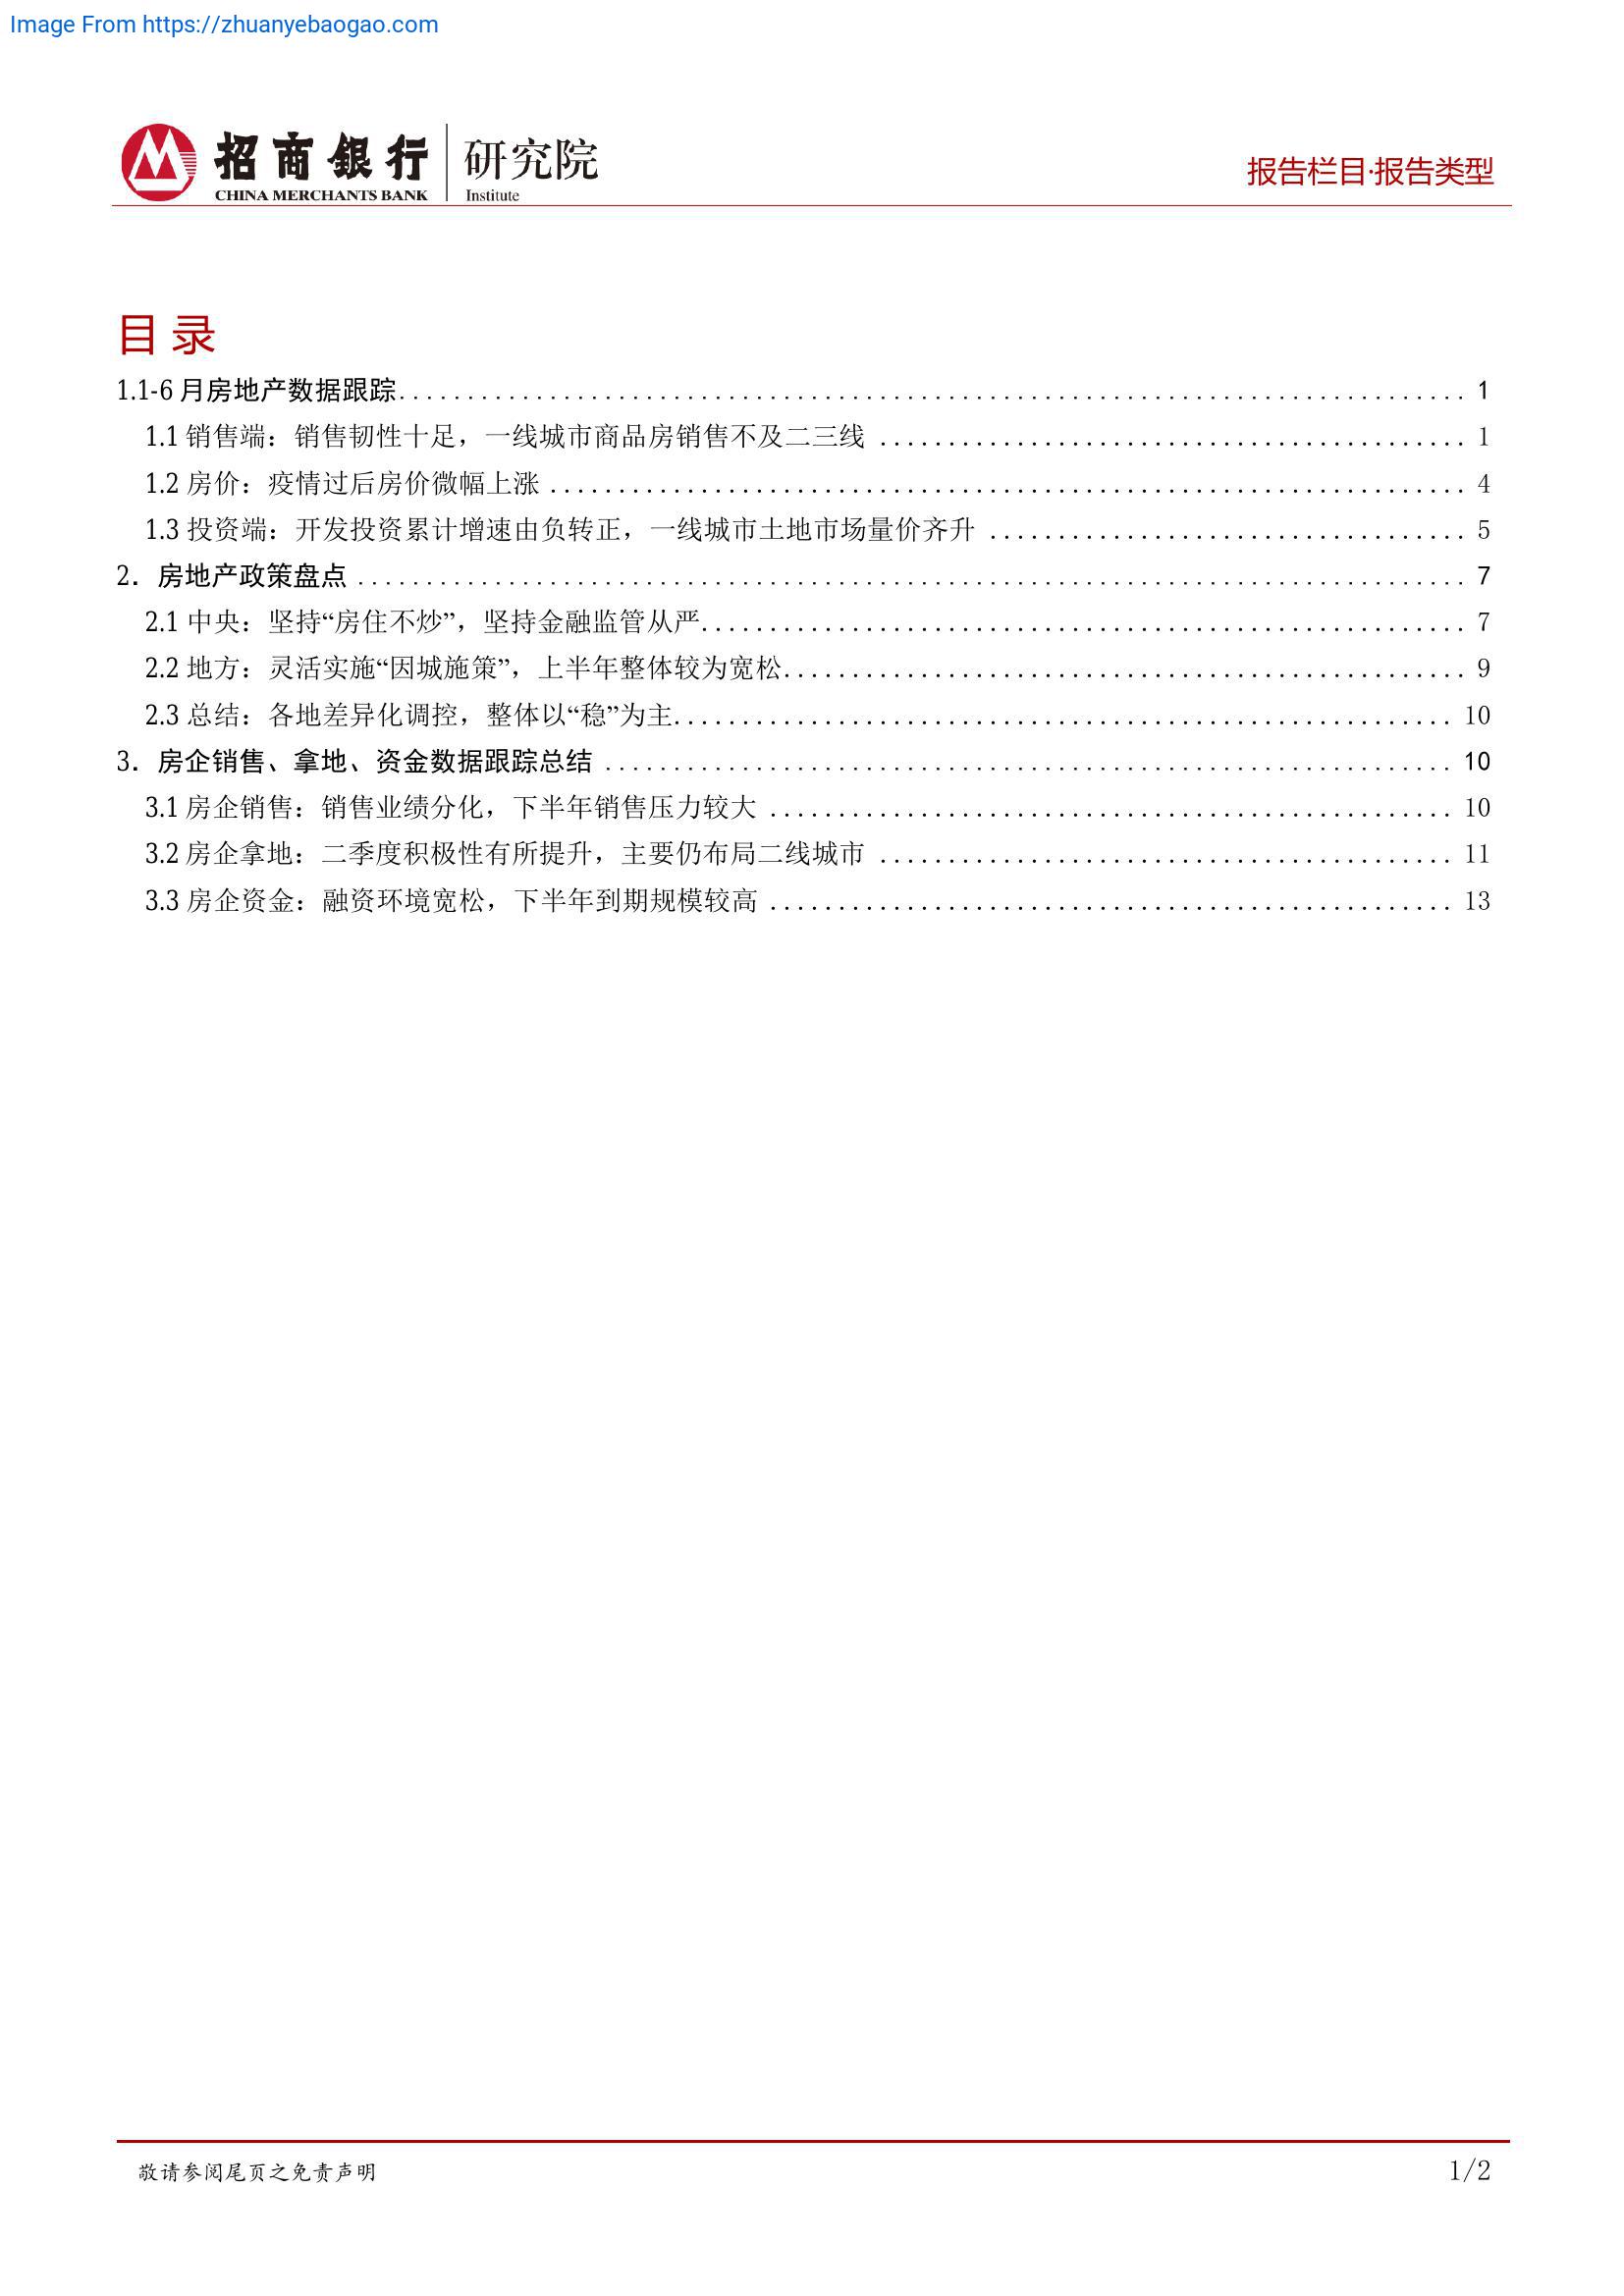 Image From https://zhuanyebaogao.com
招商銀行 研究院
CHINA MERCHANTS BANK Institute
报告栏目·报告类型
目录
1.1-6 月房地产数据跟踪 1
1.1 销售端：销售韧性十足，一线城市商品房销售不及二三线 1
1.2 房价：疫情过后房价微幅上涨 4
1.3 投资端：开发投资累计增速由负转正，一线城市土地市场量价齐升 5
2. 房地产政策盘点 7
2.1 中央：坚持“房住不炒”，坚持金融监管从严 7
2.2 地方：灵活实施“因城施策”，上半年整体较为宽松 9
2.3 总结：各地差异化调控，整体以“稳”为主 10
3. 房企销售、拿地、资金数据跟踪总结 10
3.1 房企销售：销售业绩分化，下半年销售压力较大 10
3.2 房企拿地：二季度积极性有所提升，主要仍布局二线城市 11
3.3 房企资金：融资环境宽松，下半年到期规模较高 13
敬请参阅尾页之免责声明
1/2